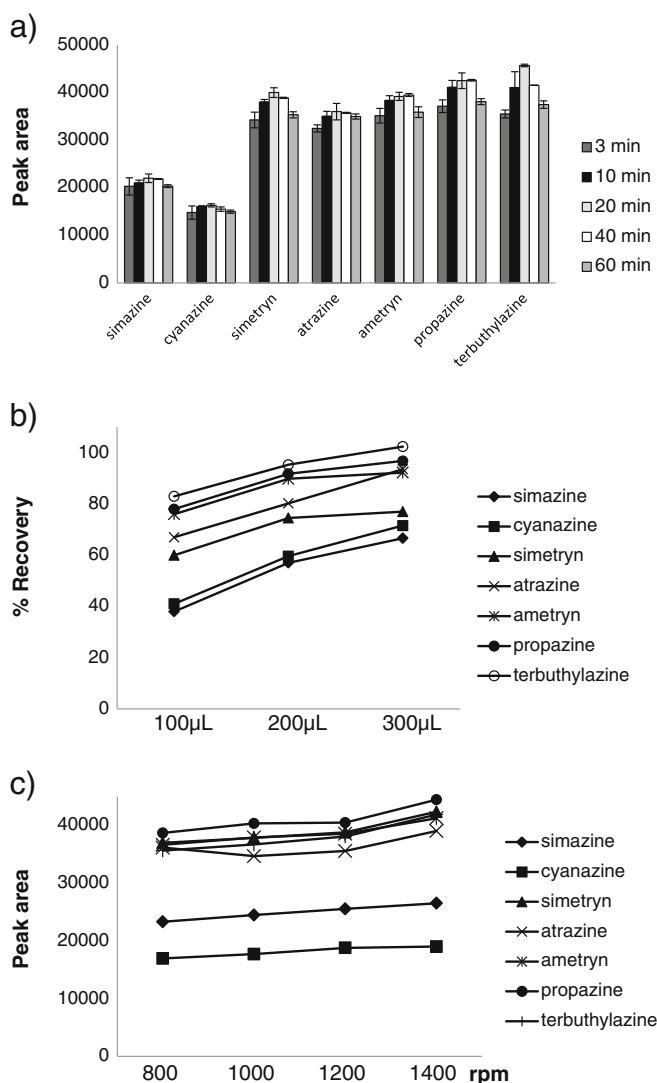 a)
Peak area
50000
40000
30000
20000
10000
0
simazine
cyanazine
simetryn
atrazine
ametryn
propazine
terbuthylazine
3 min
10 min
20 min
40 min
60 min
b)
% Recovery
100
80
60
40
20
0
100µL
200µL
300µL
simazine
cyanazine
simetryn
atrazine
ametryn
propazine
terbuthylazine
c)
Peak area
40000
30000
20000
10000
0
800
1000
1200
1400
rpm
simazine
cyanazine
simetryn
atrazine
ametryn
propazine
terbuthylazine